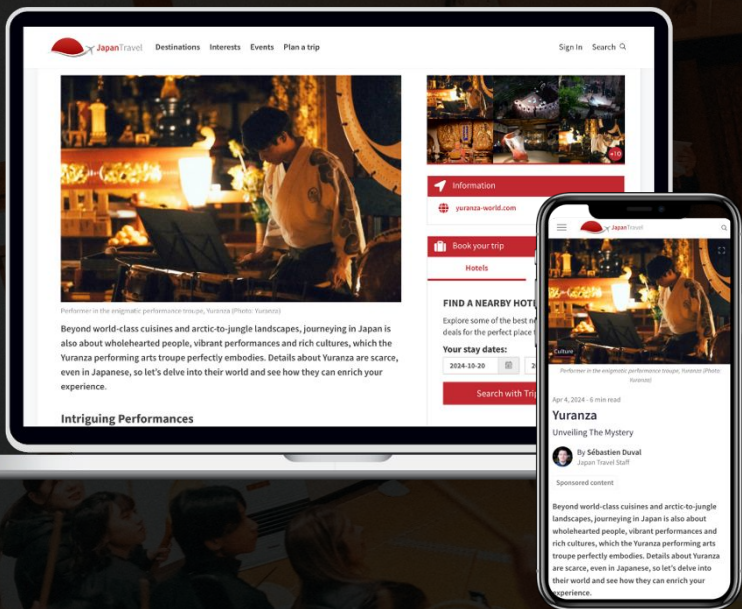 JapanTravel
Destinations Interests Events Plan a trip
Sign In Search
+10
Information
yuranza-world.com
Book your trip
Hotels
FIND A NEARBY
Explore some of the best
deals for the perfect place
Your stay dates:
2024-10-20
Search with
Performer in the enigmatic performance troupe, Yuranza (Photo: Yuranza)
Beyond world-class cuisines and arctic-to-jungle landscapes, journeying in Japan is
also about wholehearted people, vibrant performances and rich cultures, which the
Yuranza performing arts troupe perfectly embodies. Details about Yuranza are scarce,
even in Japanese, so let's delve into their world and see how they can enrich your
experience.
Intriguing Performances
JapanTravel
Culture
Performer in the enigmatic performance troupe, Yuranza (Photo:
Yuranza)
Apr 4, 2024 - 6 min read
Yuranza
Unveiling The Mystery
By Sébastien Duval
Japan Travel Staff
Sponsored content
Beyond world-class cuisines and arctic-to-jungle
landscapes, journeying in Japan is also about
wholehearted people, vibrant performances and
rich cultures, which the Yuranza performing arts
troupe perfectly embodies. Details about Yuranza
are scarce, even in Japanese, so let's delve into
their world and see how they can enrich your
experience.